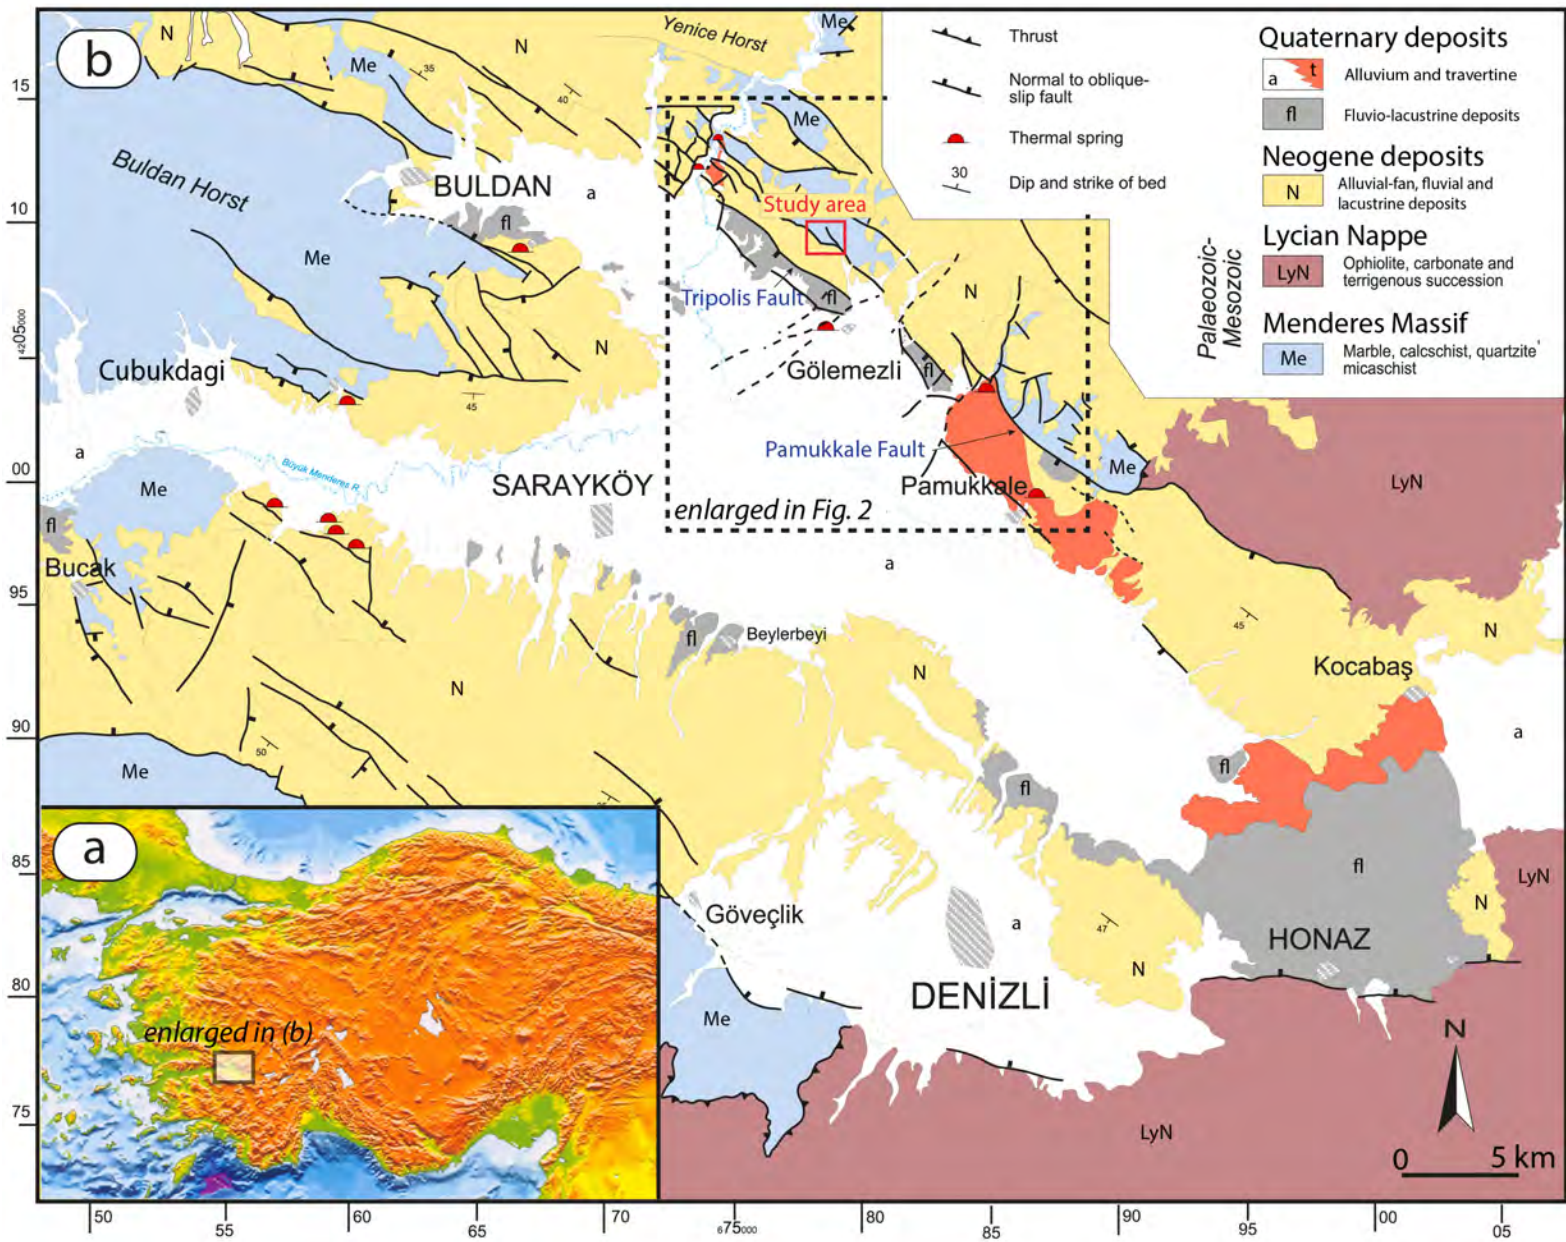 b
Yenice Horst
Me
N
N
Me
35
40
Me
Buldan Horst
BULDAN
a
fl
Me
N
45
Study area
Tripolis Fault
fl
N
Gölemezli
fl
Pamukkale Fault
Me
Pamukkale
enlarged in Fig. 2
Cubukdagi
a
Büyük Menderes R.
Me
SARAYKÖY
fl
Bucak
a
LyN
45
N
Kocabaş
fl
Beylerbeyi
N
N
50
Me
a
fl
fl
fl
LyN
N
Göveçlik
a
47
N
HONAZ
DENİZLİ
Me
LyN
N
0 5 km
a
enlarged in (b)
Thrust
Normal to oblique-
slip fault
Thermal spring
30
Dip and strike of bed
Quaternary deposits
a t Alluvium and travertine
fl Fluvio-lacustrine deposits
Neogene deposits
N Alluvial-fan, fluvial and
lacustrine deposits
Palaeozoic-
Mesozoic
Lycian Nappe
LyN Ophiolite, carbonate and
terrigenous succession
Menderes Massif
Me Marble, calcschist, quartzite
micaschist
15
10
4205000
00
95
90
85
80
75
50 55 60 65 70 675000 80 85 90 95 00 05